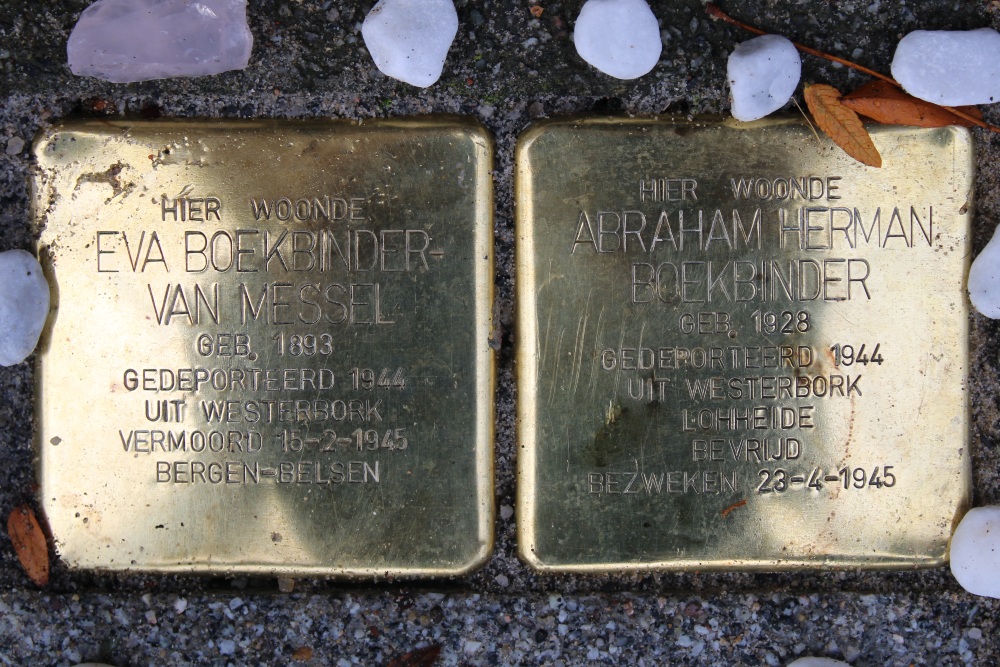 HIER WOONDE
EVA BOEKBINDER-
VAN MESSEL
GEB. 1893
GEDEPORTEERD 1944
UIT WESTERBORK
VERMOORD 15-2-1945
BERGEN-BELSEN
HIER WOONDE
ABRAHAM HERMAN
BOEKBINDER
GEB. 1928
GEDEPORTEERD 1944
UIT WESTERBORK
LOHHEIDE
BEVRIJD
BEZWEKEN 23-4-1945